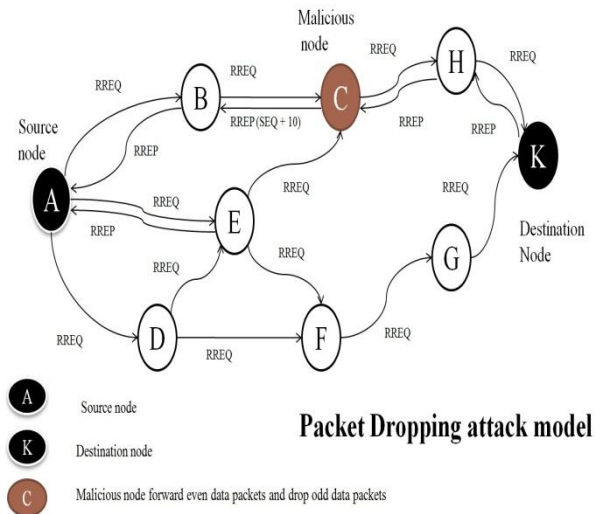 Malicious
node
RREQ
RREQ
H
RREQ
RREQ
B
C
Source
node
RREP(SEQ + 10)
RREP
RREP
RREP
K
A
RREQ
RREQ
RREQ
E
RREP
Destination
Node
RREQ
RREQ
G
RREQ
D
RREQ
F
RREQ
A
Source node
Packet Dropping attack model
K
Destination node
C
Malicious node forward even data packets and drop odd data packets